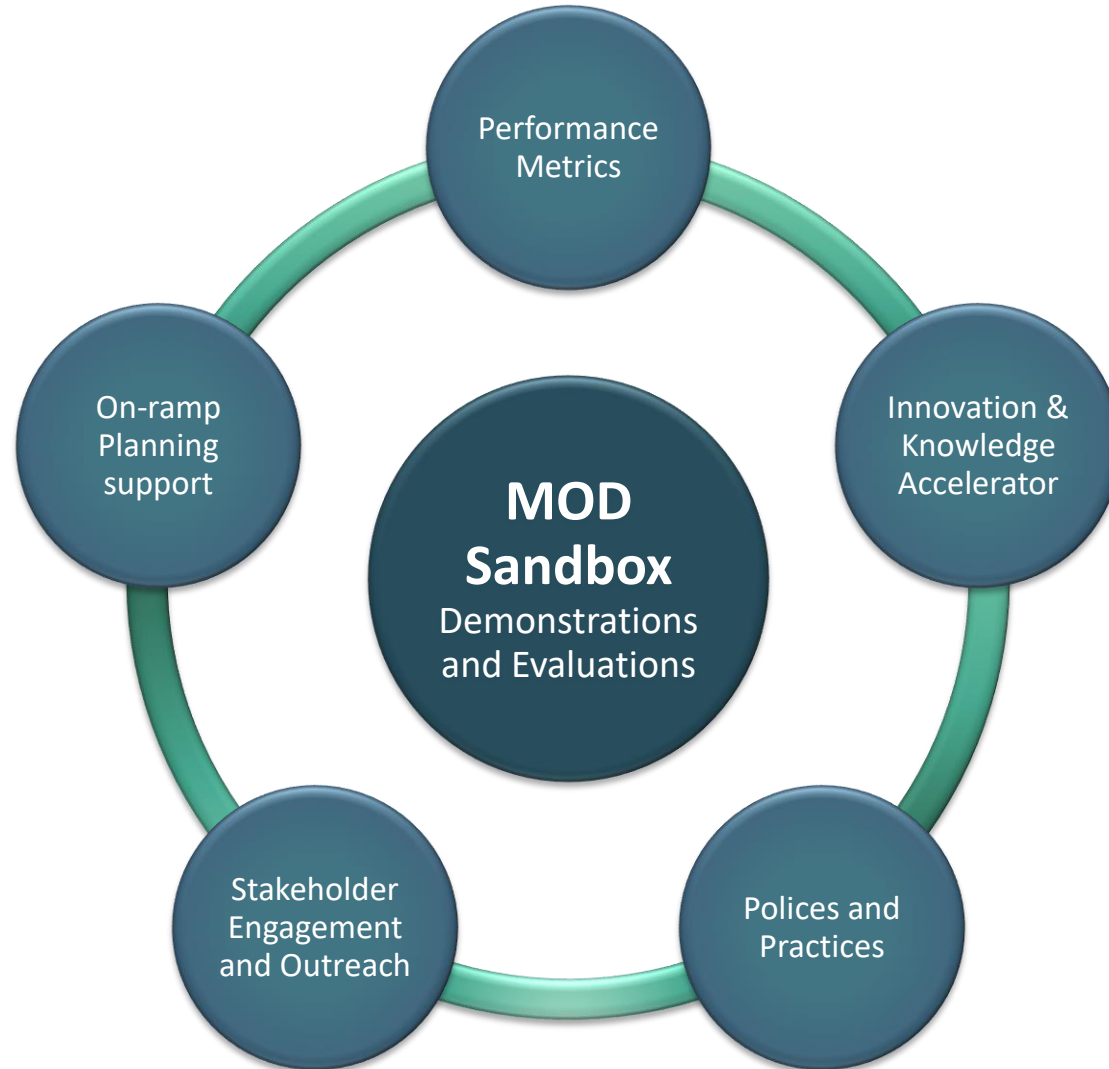 Performance
Metrics
Innovation &
Knowledge
Accelerator
On-ramp
Planning
support
MOD
Sandbox
Demonstrations
and Evaluations
Stakeholder
Engagement
and Outreach
Polices and
Practices